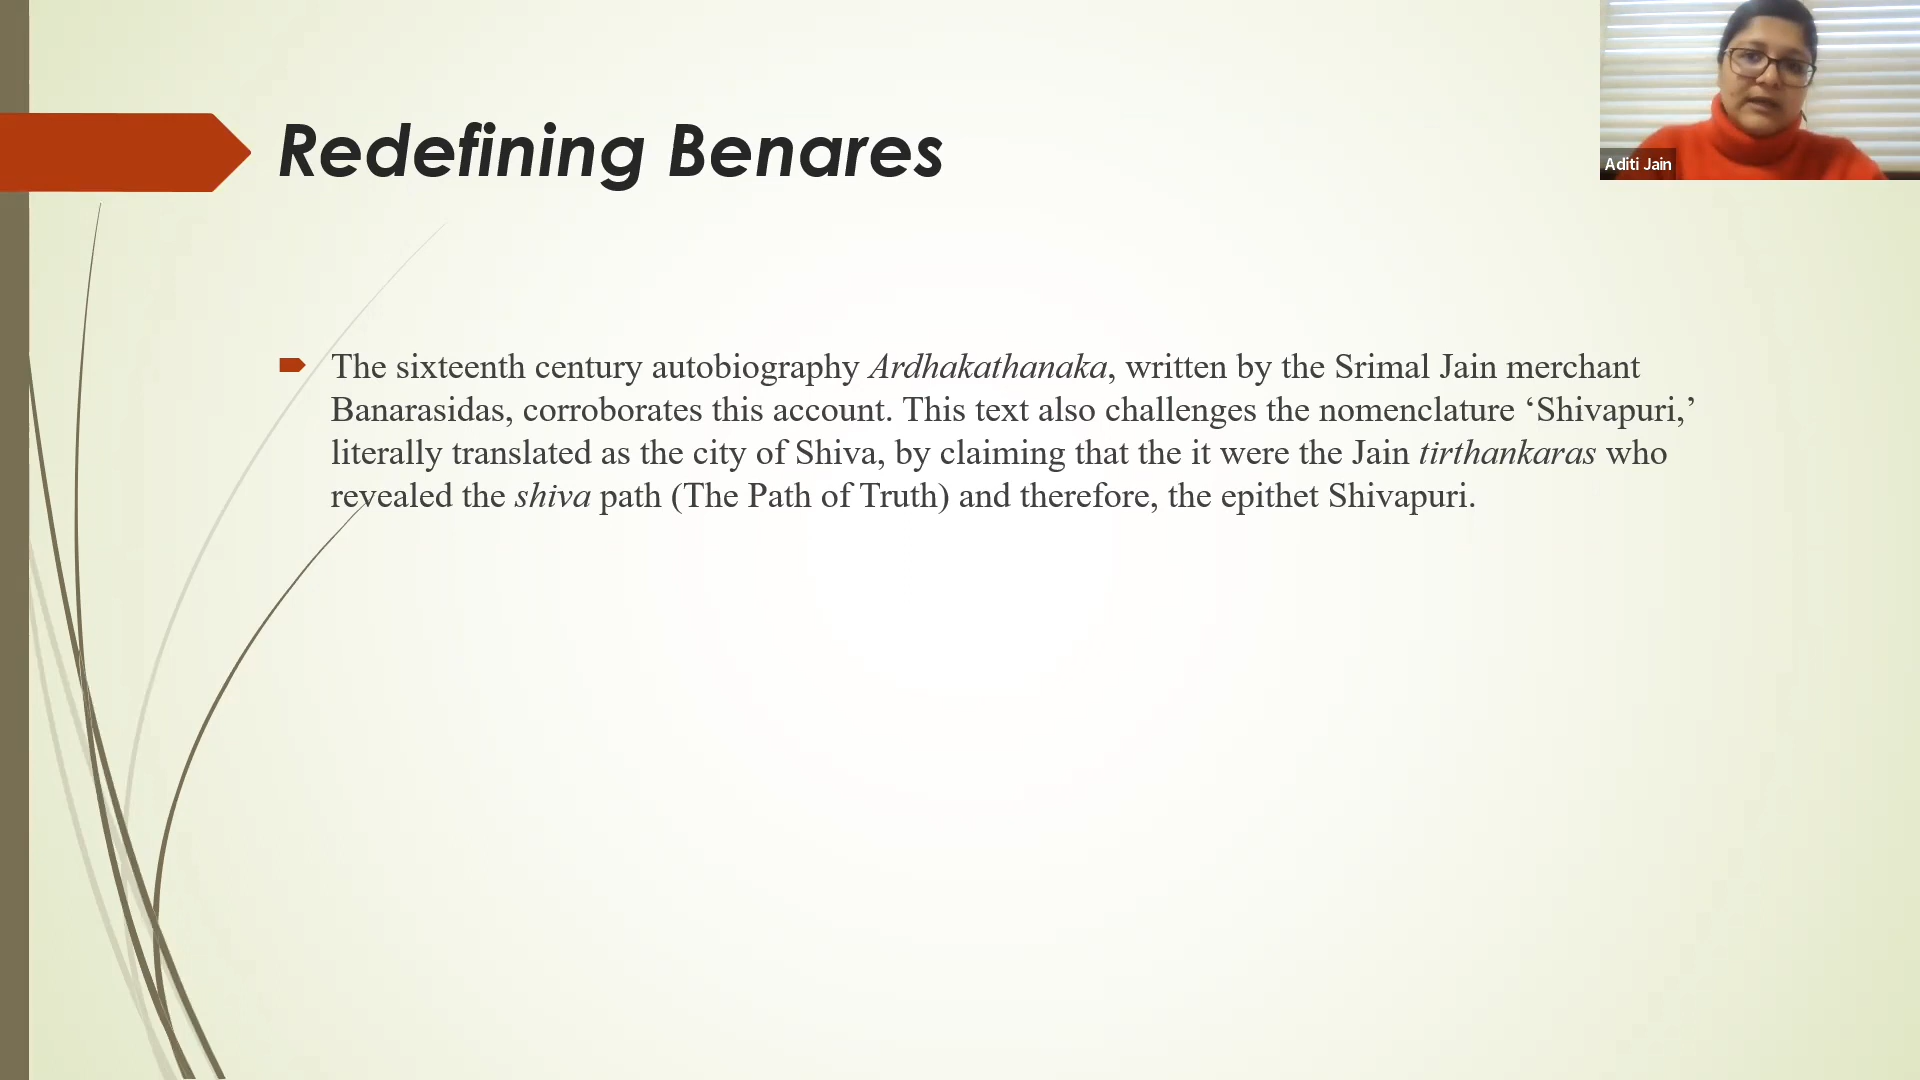 Redefining Benares
Aditi Jain
The sixteenth century autobiography Ardhakathanaka, written by the Srimal Jain merchant
Banarasidas, corroborates this account. This text also challenges the nomenclature ‘Shivapuri,’
literally translated as the city of Shiva, by claiming that the it were the Jain tirthankaras who
revealed the shiva path (The Path of Truth) and therefore, the epithet Shivapuri.